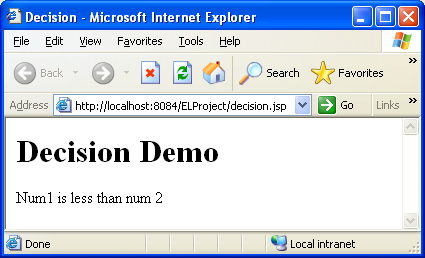 Decision - Microsoft Internet Explorer
File Edit View Favorites Tools Help
Back Search Favorites »
Address http://localhost:8084/ELProject/decision.jsp Go Links »
Decision Demo
Num1 is less than num 2
Done Local intranet